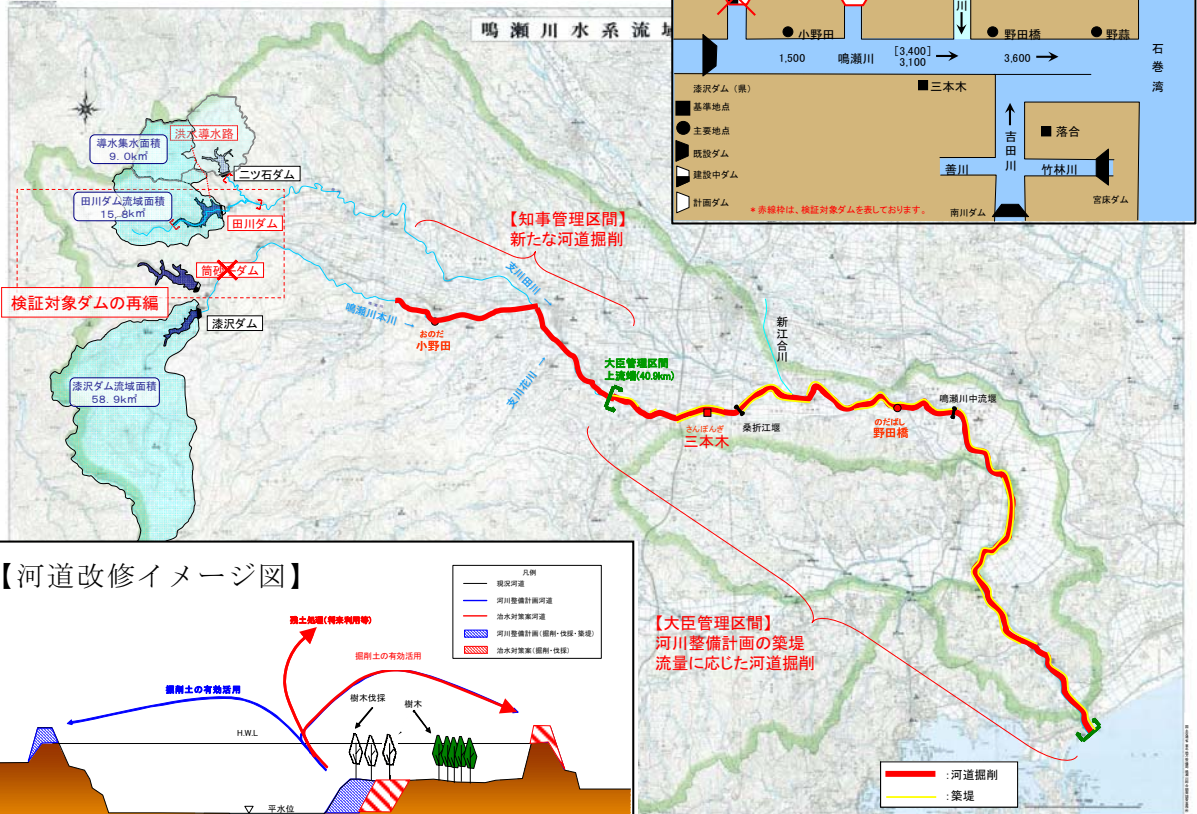 鳴瀬川水系流域
川
小野田
野田橋
野蒜
石巻湾
1,500
鳴瀬川
[3,400]
3,100
3,600
漆沢ダム（県）
三本木
基準地点
主要地点
既設ダム
建設中ダム
計画ダム
吉田川
落合
善川
竹林川
宮床ダム
南川ダム
＊赤線枠は、検証対象ダムを表しております。
導水集水面積
9.0km²
洪水導水路
二ツ石ダム
田川ダム流域面積
15.8km²
田川ダム
筒砂子ダム
検証対象ダムの再編
漆沢ダム
漆沢ダム流域面積
58.9km²
【知事管理区間】
新たな河道掘削
支川田川
鳴瀬川本川
おのだ
小野田
支川花川
大臣管理区間
上流端(40.9km)
新江合川
さんぼんぎ
三本木
桑折江堰
のだばし
野田橋
鳴瀬川中流堰
【大臣管理区間】
河川整備計画の築堤
流量に応じた河道掘削
:河道掘削
:築堤
【河道改修イメージ図】
凡例
現況河道
河川整備計画河道
治水対策案河道
河川整備計画(掘削・伐採・築堤)
治水対策案(掘削・伐採)
残土処理(将来利用等)
掘削土の有効活用
掘削土の有効活用
樹木伐採
樹木
H.W.L
平水位